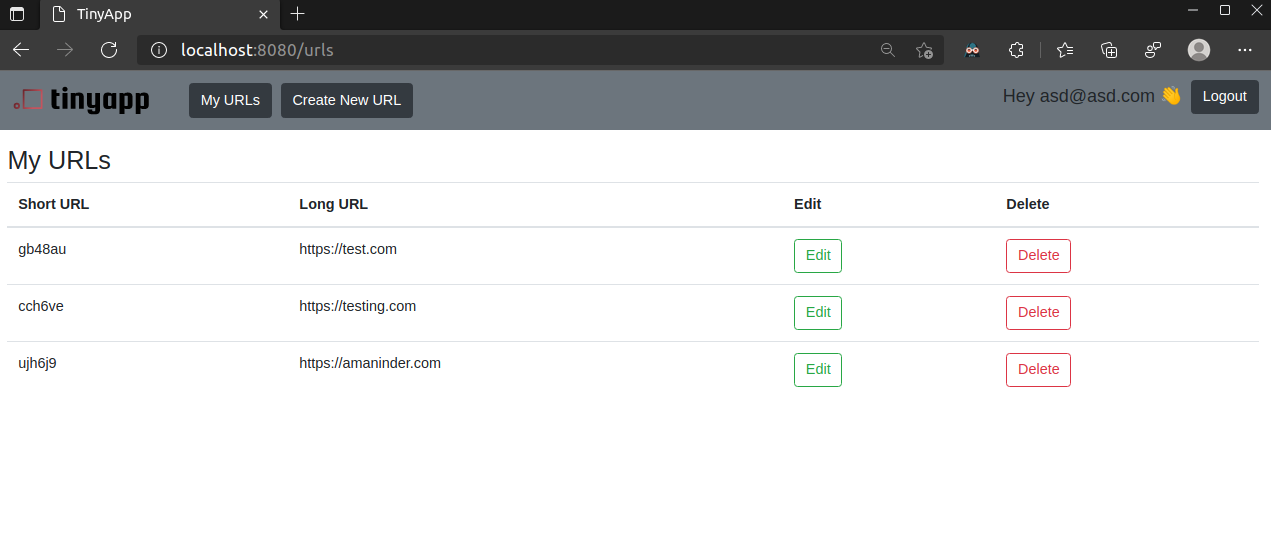 TinyApp
localhost:8080/urls
tinyapp My URLs Create New URL Hey asd@asd.com 👋 Logout
My URLs
Short URL Long URL Edit Delete
gb48au https://test.com Edit Delete
cch6ve https://testing.com Edit Delete
ujh6j9 https://amaninder.com Edit Delete